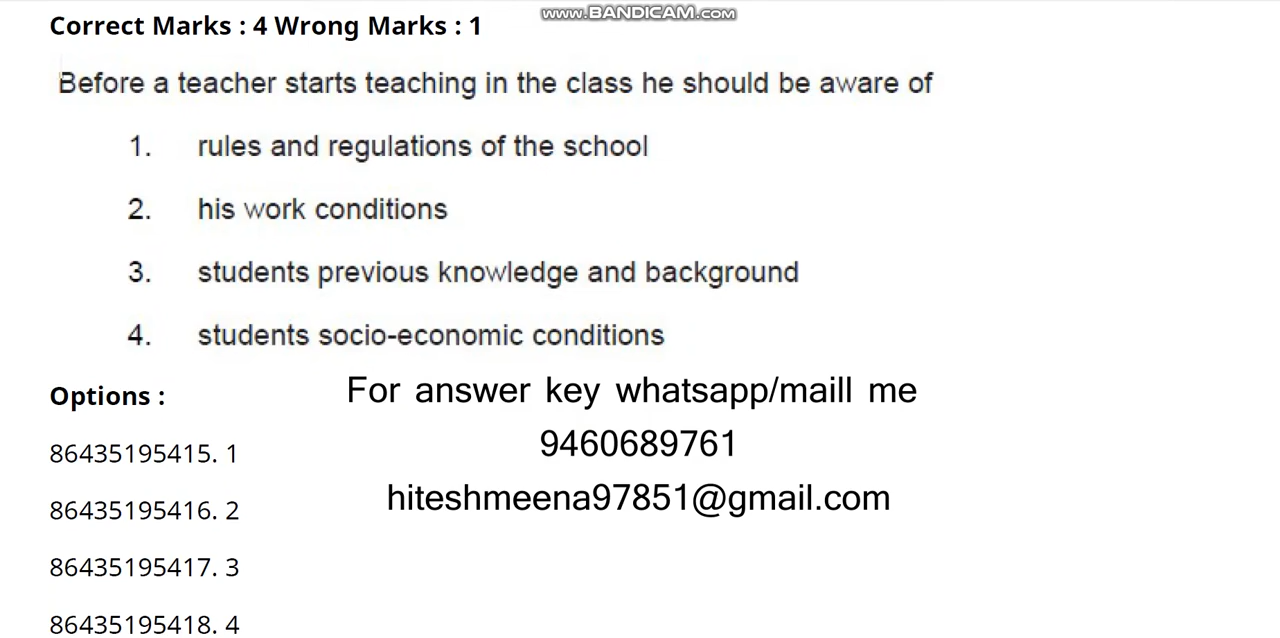 www.BANDICAM.com
Correct Marks : 4 Wrong Marks : 1
Before a teacher starts teaching in the class he should be aware of
1. rules and regulations of the school
2. his work conditions
3. students previous knowledge and background
4. students socio-economic conditions
Options :
For answer key whatsapp/maill me
9460689761
hiteshmeena97851@gmail.com
86435195415. 1
86435195416. 2
86435195417. 3
86435195418. 4